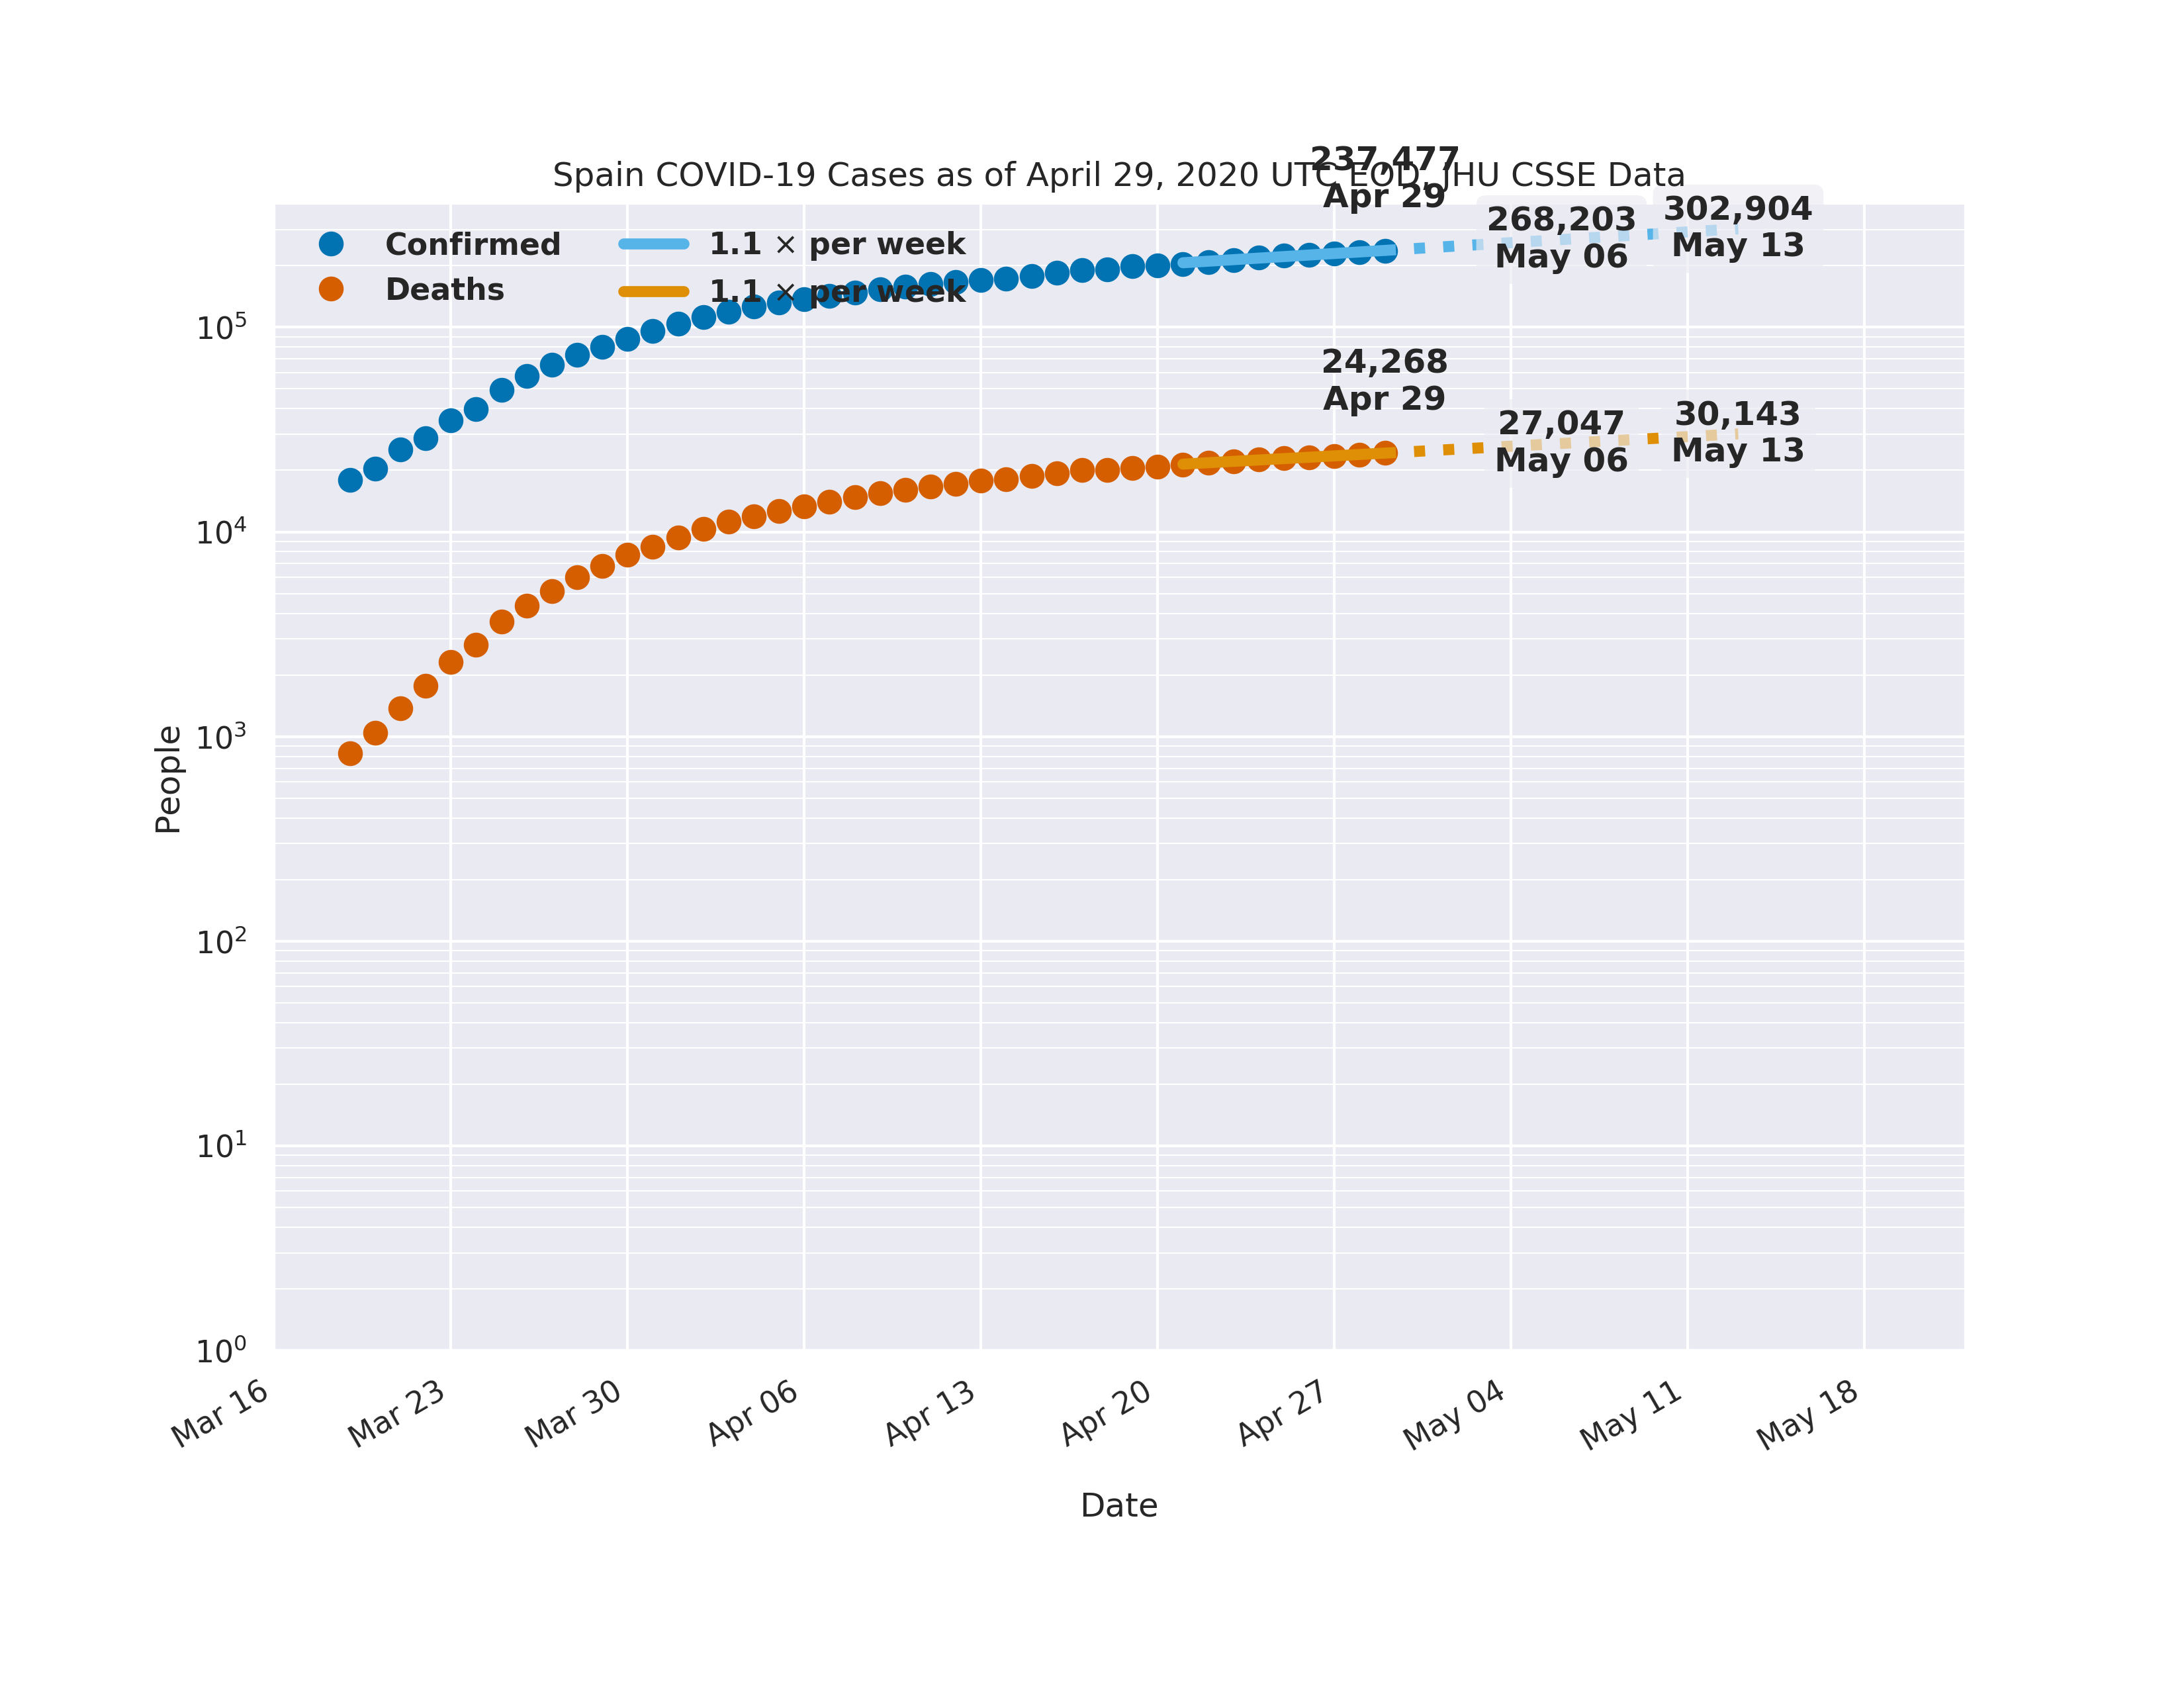 Spain COVID-19 Cases as of April 29, 2020 UTC EOD, JHU CSSE Data
237,477
Apr 29
268,203
May 06
302,904
May 13
Confirmed
Deaths
1.1 × per week
1.1 × per week
24,268
Apr 29
27,047
May 06
30,143
May 13
People
10⁵
10⁴
10³
10²
10¹
10⁰
Mar 16
Mar 23
Mar 30
Apr 06
Apr 13
Apr 20
Apr 27
May 04
May 11
May 18
Date